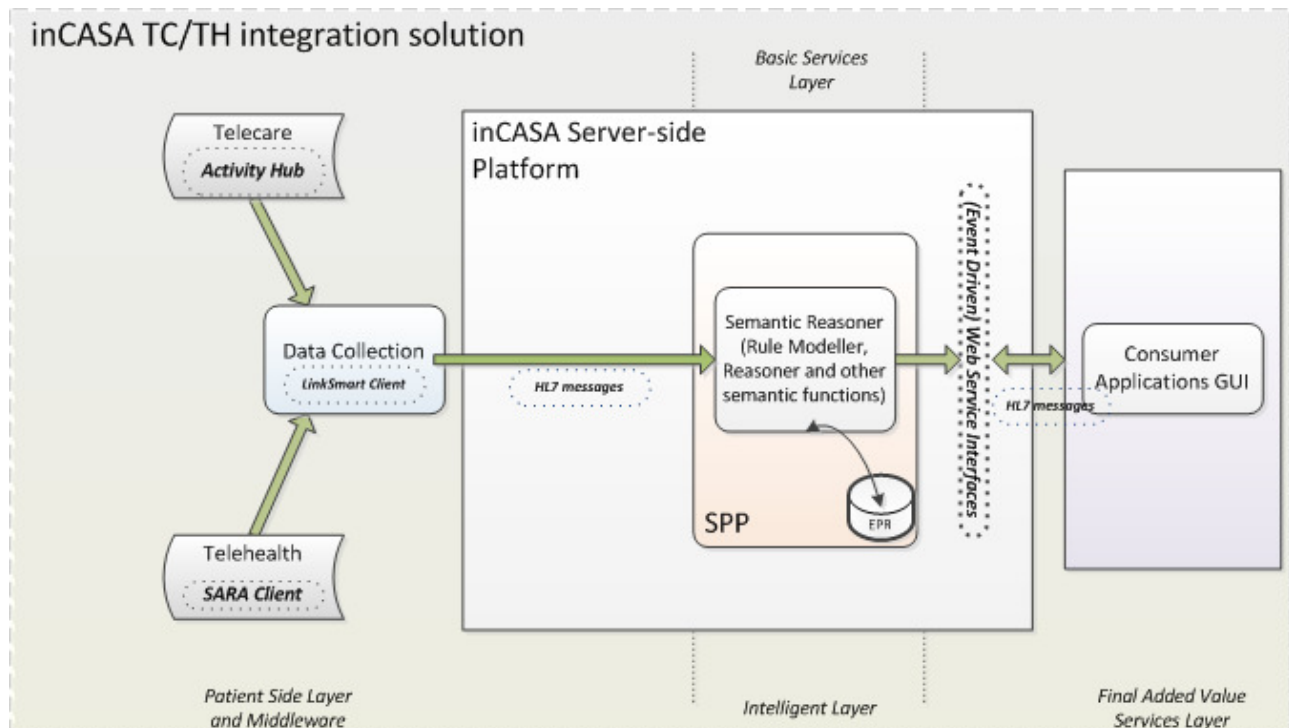 inCASA TC/TH integration solution
Basic Services
Layer
Telecare
Activity Hub
inCASA Server-side
Platform
(Event Driven) Web Service Interfaces
Data Collection
LinkSmart Client
HL7 messages
Semantic Reasoner
(Rule Modeller,
Reasoner and other
semantic functions)
Consumer
Applications GUI
HL7 messages
SPP
EPR
Telehealth
SARA Client
Patient Side Layer
and Middleware
Intelligent Layer
Final Added Value
Services Layer